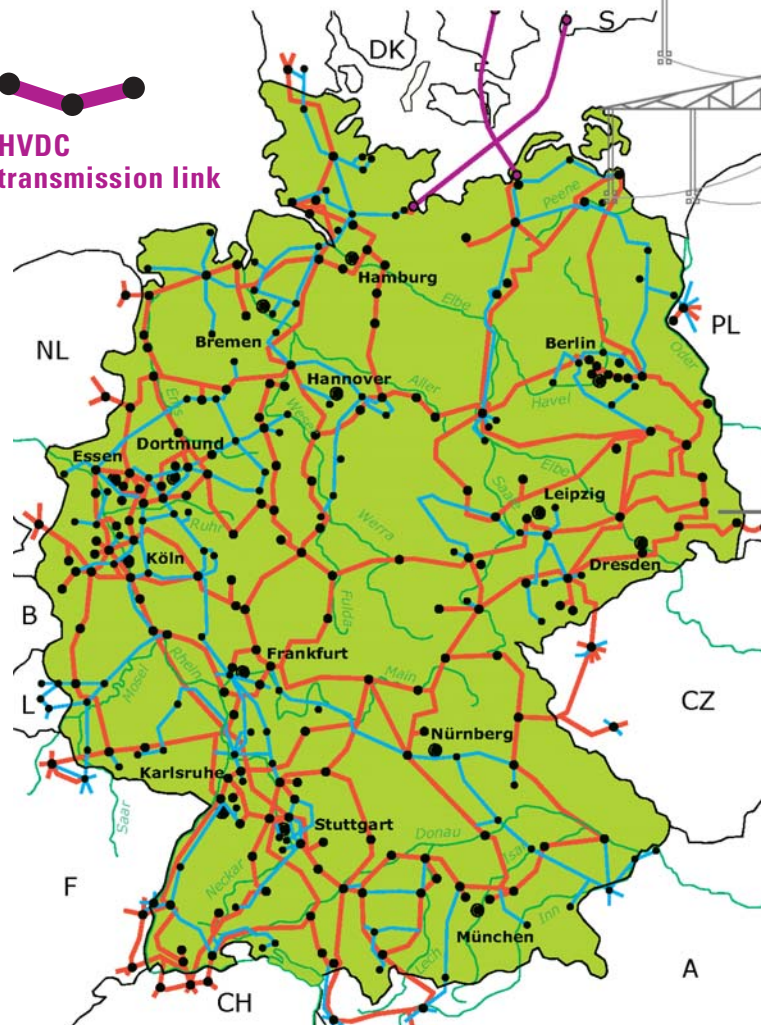 S
DK
HVDC
transmission link
Peene
Hamburg
Elbe
PL
Bremen
Berlin
NL
Oder
Hannover
Aller
Havel
Ems
Weser
Dortmund
Essen
Elbe
Saale
Leipzig
Ruhr
Werra
Köln
Dresden
B
Fulda
Rhein
Frankfurt
Mosel
Main
L
CZ
Nürnberg
Karlsruhe
Saar
Stuttgart
Donau
Isar
Neckar
F
Inn
München
Lech
A
CH